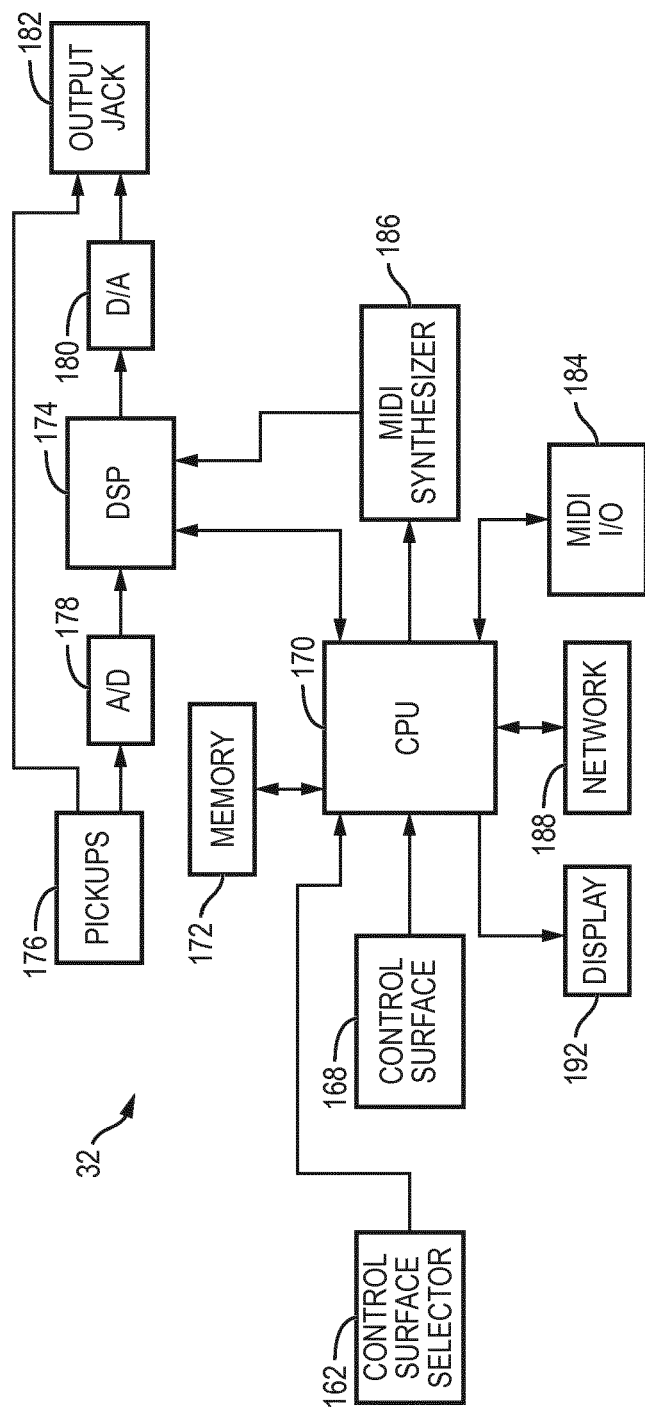 32
176
PICKUPS
178
A/D
174
DSP
180
D/A
182
OUTPUT
JACK
172
MEMORY
162
CONTROL
SURFACE
SELECTOR
168
CONTROL
SURFACE
170
CPU
186
MIDI
SYNTHESIZER
192
DISPLAY
188
NETWORK
184
MIDI
I/O